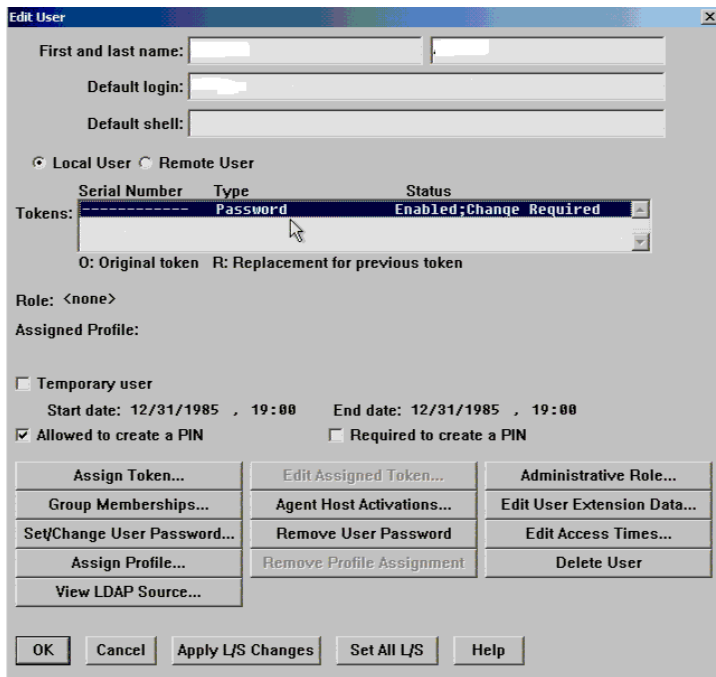 Edit User
First and last name:
Default login:
Default shell:
Local User Remote User
Serial Number Type Status
Tokens: ------------ Password Enabled;Change Required
O: Original token R: Replacement for previous token
Role: <none>
Assigned Profile:
Temporary user
Start date: 12/31/1985 , 19:00 End date: 12/31/1985 , 19:00
Allowed to create a PIN Required to create a PIN
Assign Token... Edit Assigned Token... Administrative Role...
Group Memberships... Agent Host Activations... Edit User Extension Data...
Set/Change User Password... Remove User Password Edit Access Times...
Assign Profile... Remove Profile Assignment Delete User
View LDAP Source...
OK Cancel Apply L/S Changes Set All L/S Help